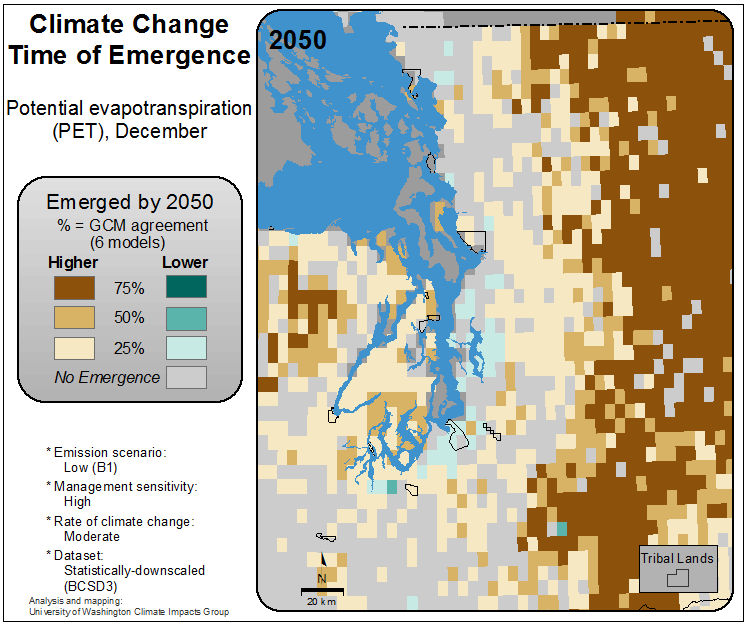 Climate Change
Time of Emergence
Potential evapotranspiration
(PET), December
Emerged by 2050
% = GCM agreement
(6 models)
Higher Lower
75%
50%
25%
No Emergence
* Emission scenario:
Low (B1)
* Management sensitivity:
High
* Rate of climate change:
Moderate
* Dataset:
Statistically-downscaled
(BCSD3)
Analysis and mapping:
University of Washington Climate Impacts Group
2050
N
20 km
Tribal Lands